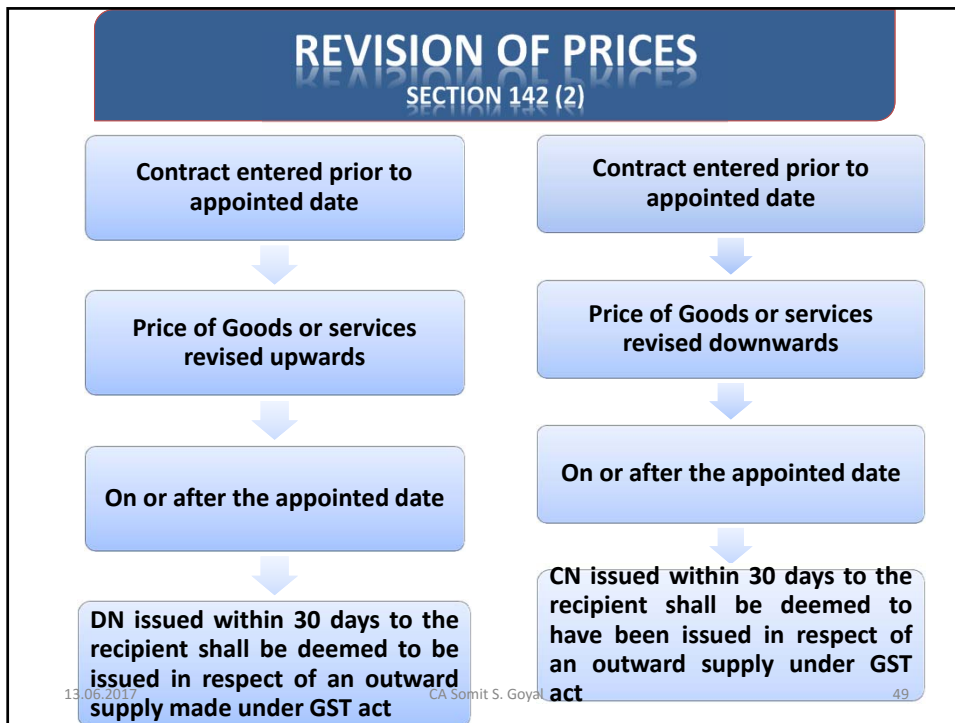 REVISION OF PRICES
SECTION 142 (2)
Contract entered prior to
appointed date
Price of Goods or services
revised upwards
On or after the appointed date
DN issued within 30 days to the
recipient shall be deemed to be
issued in respect of an outward
supply made under GST act
Contract entered prior to
appointed date
Price of Goods or services
revised downwards
On or after the appointed date
CN issued within 30 days to the
recipient shall be deemed to
have been issued in respect of
an outward supply under GST
act
13.06.2017
CA Somit S. Goyal
49